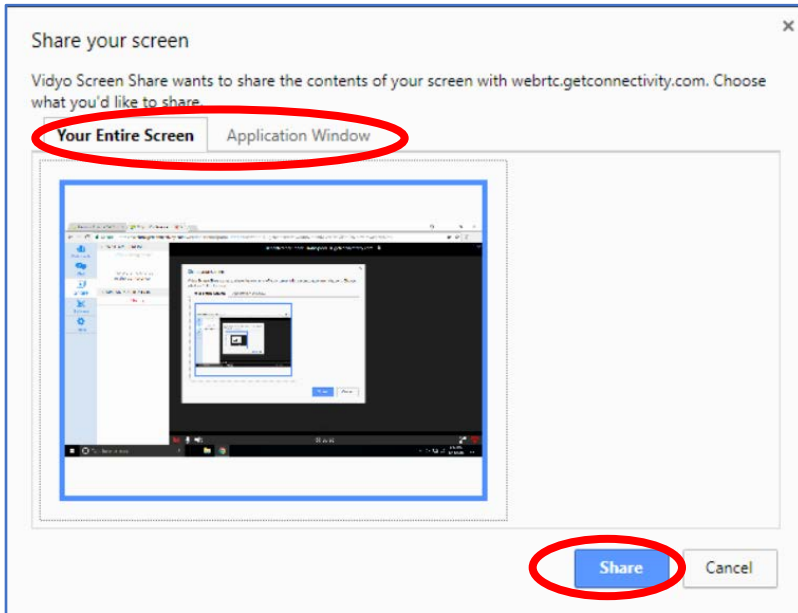 Share your screen
Vidyo Screen Share wants to share the contents of your screen with webrtc.getconnectivity.com. Choose
what you'd like to share.
Your Entire Screen Application Window
Share Cancel